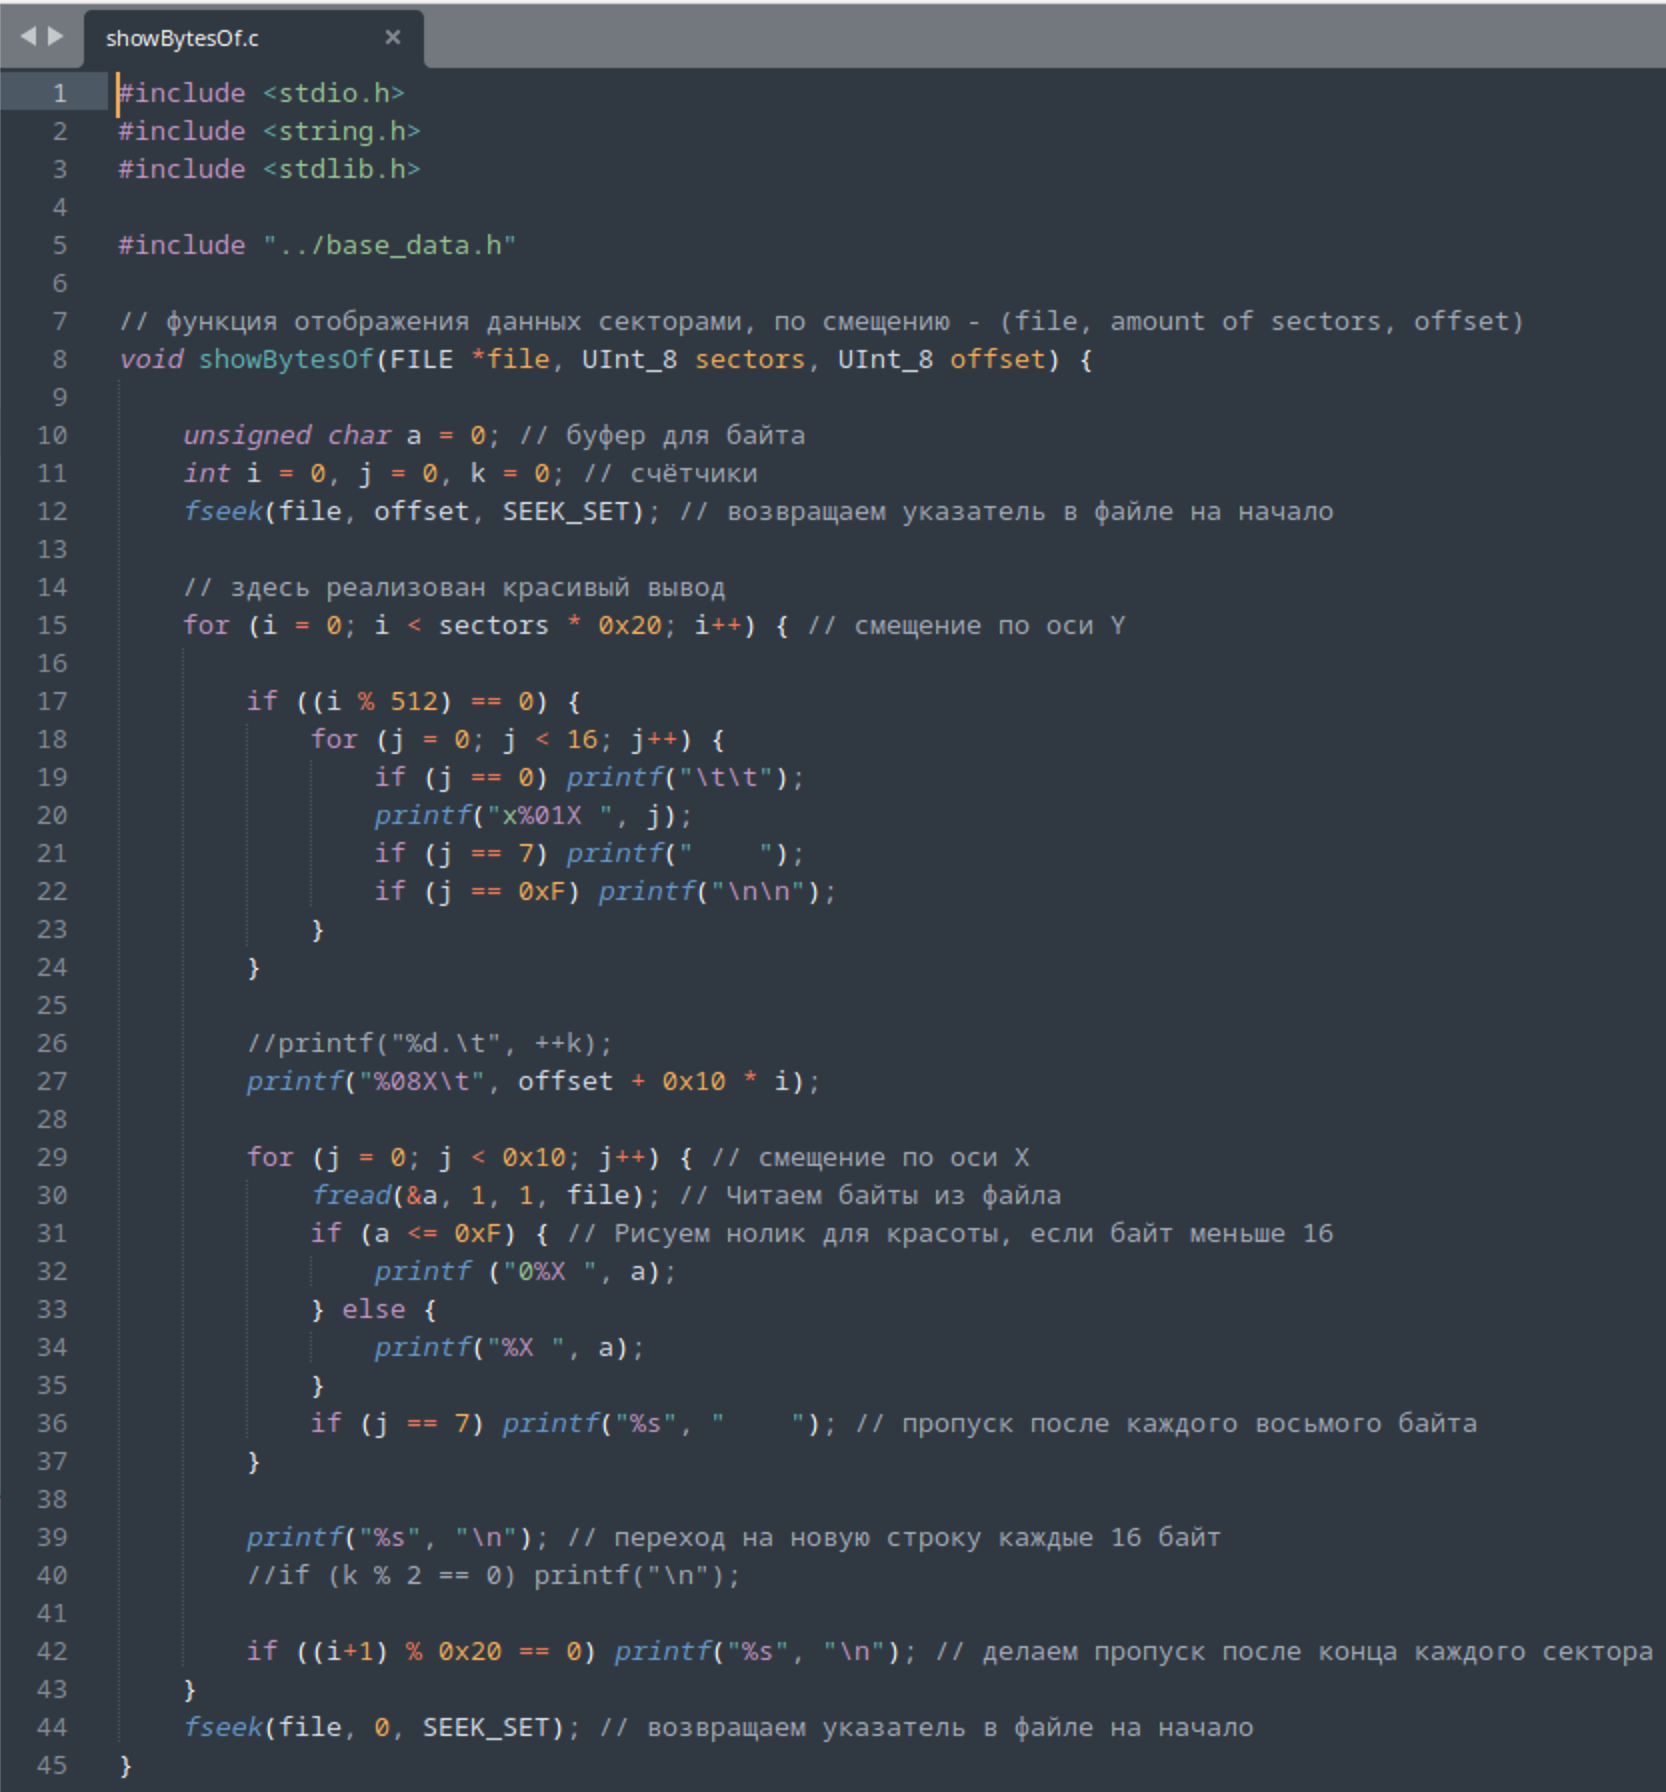 showBytesOf.c
1 #include <stdio.h>
2 #include <string.h>
3 #include <stdlib.h>
4
5 #include "../base_data.h"
6
7 // функция отображения данных секторами, по смещению - (file, amount of sectors, offset)
8 void showBytesOf(FILE *file, UInt_8 sectors, UInt_8 offset) {
9
10     unsigned char a = 0; // буфер для байта
11     int i = 0, j = 0, k = 0; // счётчики
12     fseek(file, offset, SEEK_SET); // возвращаем указатель в файле на начало
13
14     // здесь реализован красивый вывод
15     for (i = 0; i < sectors * 0x20; i++) { // смещение по оси Y
16
17         if ((i % 512) == 0) {
18             for (j = 0; j < 16; j++) {
19                 if (j == 0) printf("\t\t");
20                 printf("x%01X ", j);
21                 if (j == 7) printf("    ");
22                 if (j == 0xF) printf("\n\n");
23             }
24         }
25
26         //printf("%d.\t", ++k);
27         printf("%08X\t", offset + 0x10 * i);
28
29         for (j = 0; j < 0x10; j++) { // смещение по оси X
30             fread(&a, 1, 1, file); // Читаем байты из файла
31             if (a <= 0xF) { // Рисуем нолик для красоты, если байт меньше 16
32                 printf ("0%X ", a);
33             } else {
34                 printf("%X ", a);
35             }
36             if (j == 7) printf("%s", "    "); // пропуск после каждого восьмого байта
37         }
38
39         printf("%s", "\n"); // переход на новую строку каждые 16 байт
40         //if (k % 2 == 0) printf("\n");
41
42         if ((i+1) % 0x20 == 0) printf("%s", "\n"); // делаем пропуск после конца каждого сектора
43     }
44     fseek(file, 0, SEEK_SET); // возвращаем указатель в файле на начало
45 }